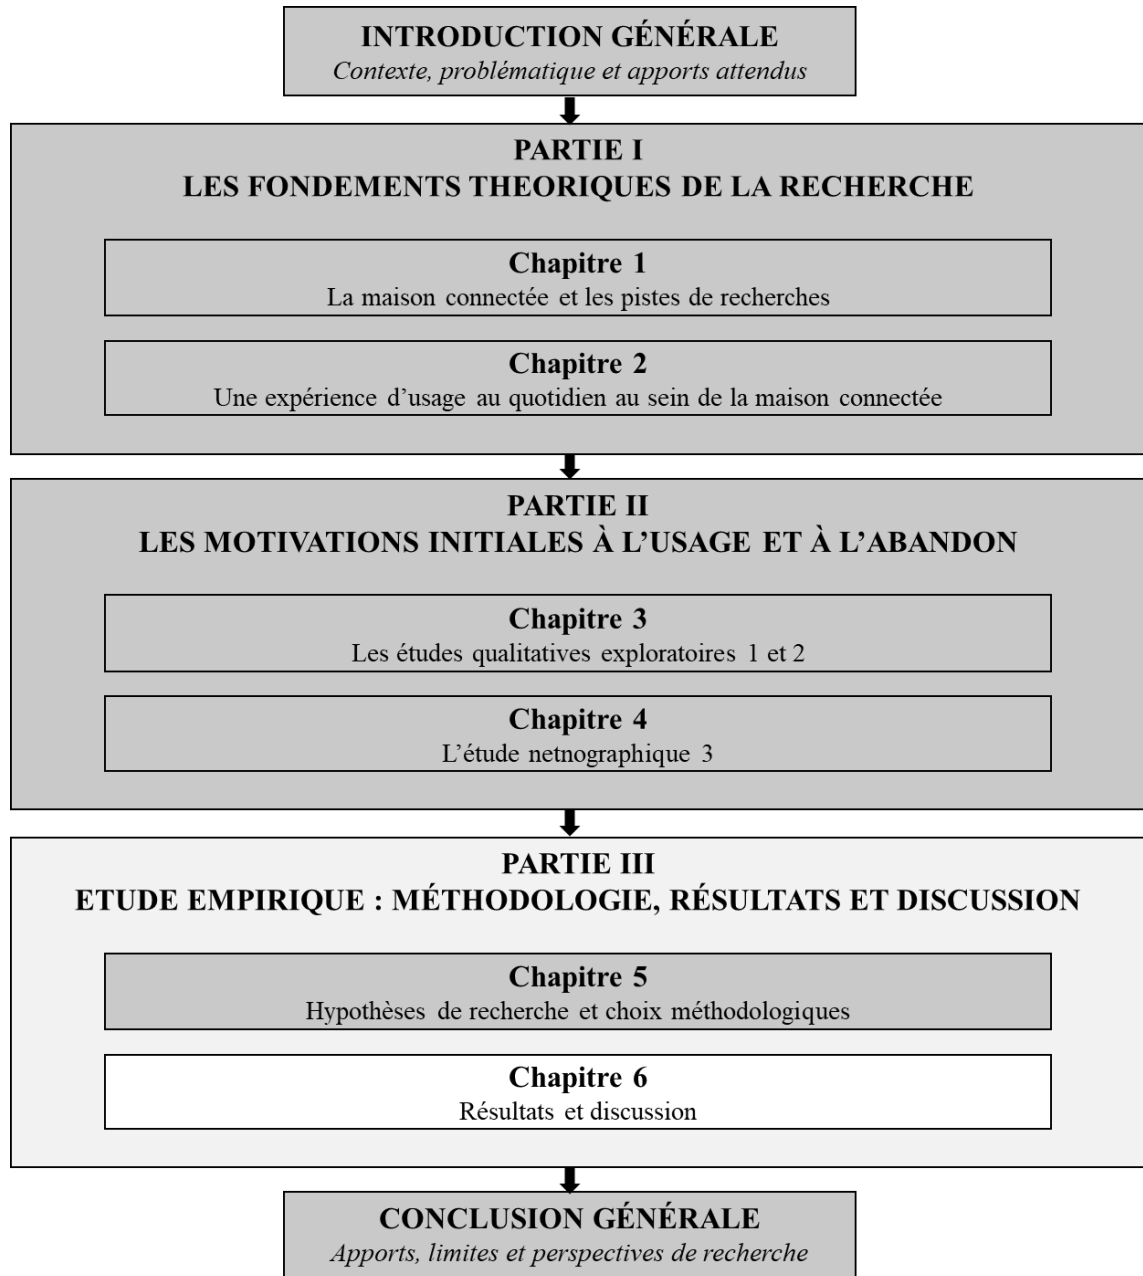 INTRODUCTION GÉNÉRALE
Contexte, problématique et apports attendus
PARTIE I
LES FONDEMENTS THEORIQUES DE LA RECHERCHE
Chapitre 1
La maison connectée et les pistes de recherches
Chapitre 2
Une expérience d’usage au quotidien au sein de la maison connectée
PARTIE II
LES MOTIVATIONS INITIALES À L’USAGE ET À L’ABANDON
Chapitre 3
Les études qualitatives exploratoires 1 et 2
Chapitre 4
L’étude netnographique 3
PARTIE III
ETUDE EMPIRIQUE : MÉTHODOLOGIE, RÉSULTATS ET DISCUSSION
Chapitre 5
Hypothèses de recherche et choix méthodologiques
Chapitre 6
Résultats et discussion
CONCLUSION GÉNÉRALE
Apports, limites et perspectives de recherche